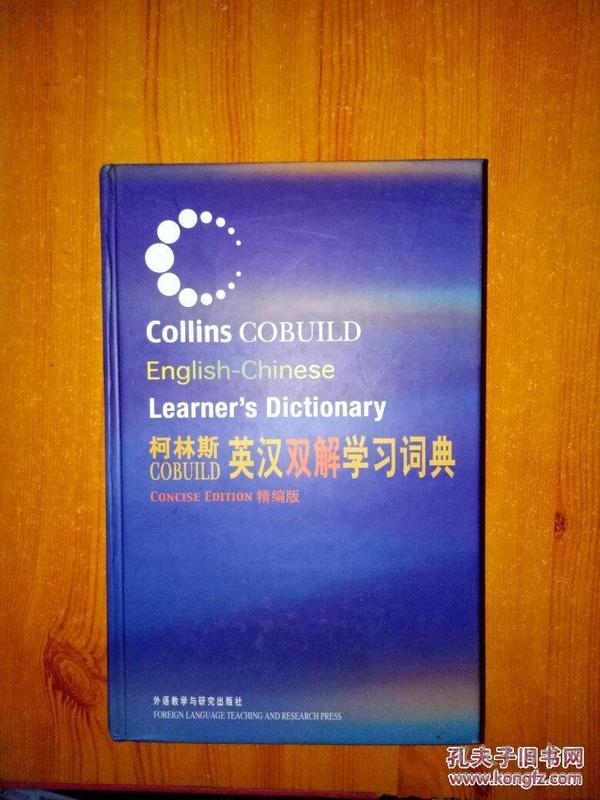 Collins COBUILD
English-Chinese
Learner's Dictionary
柯林斯
COBUILD 英汉双解学习词典
CONCISE EDITION 精编版
外语教学与研究出版社
FOREIGN LANGUAGE TEACHING AND RESEARCH PRESS
孔夫子旧书网
www.kongfz.com